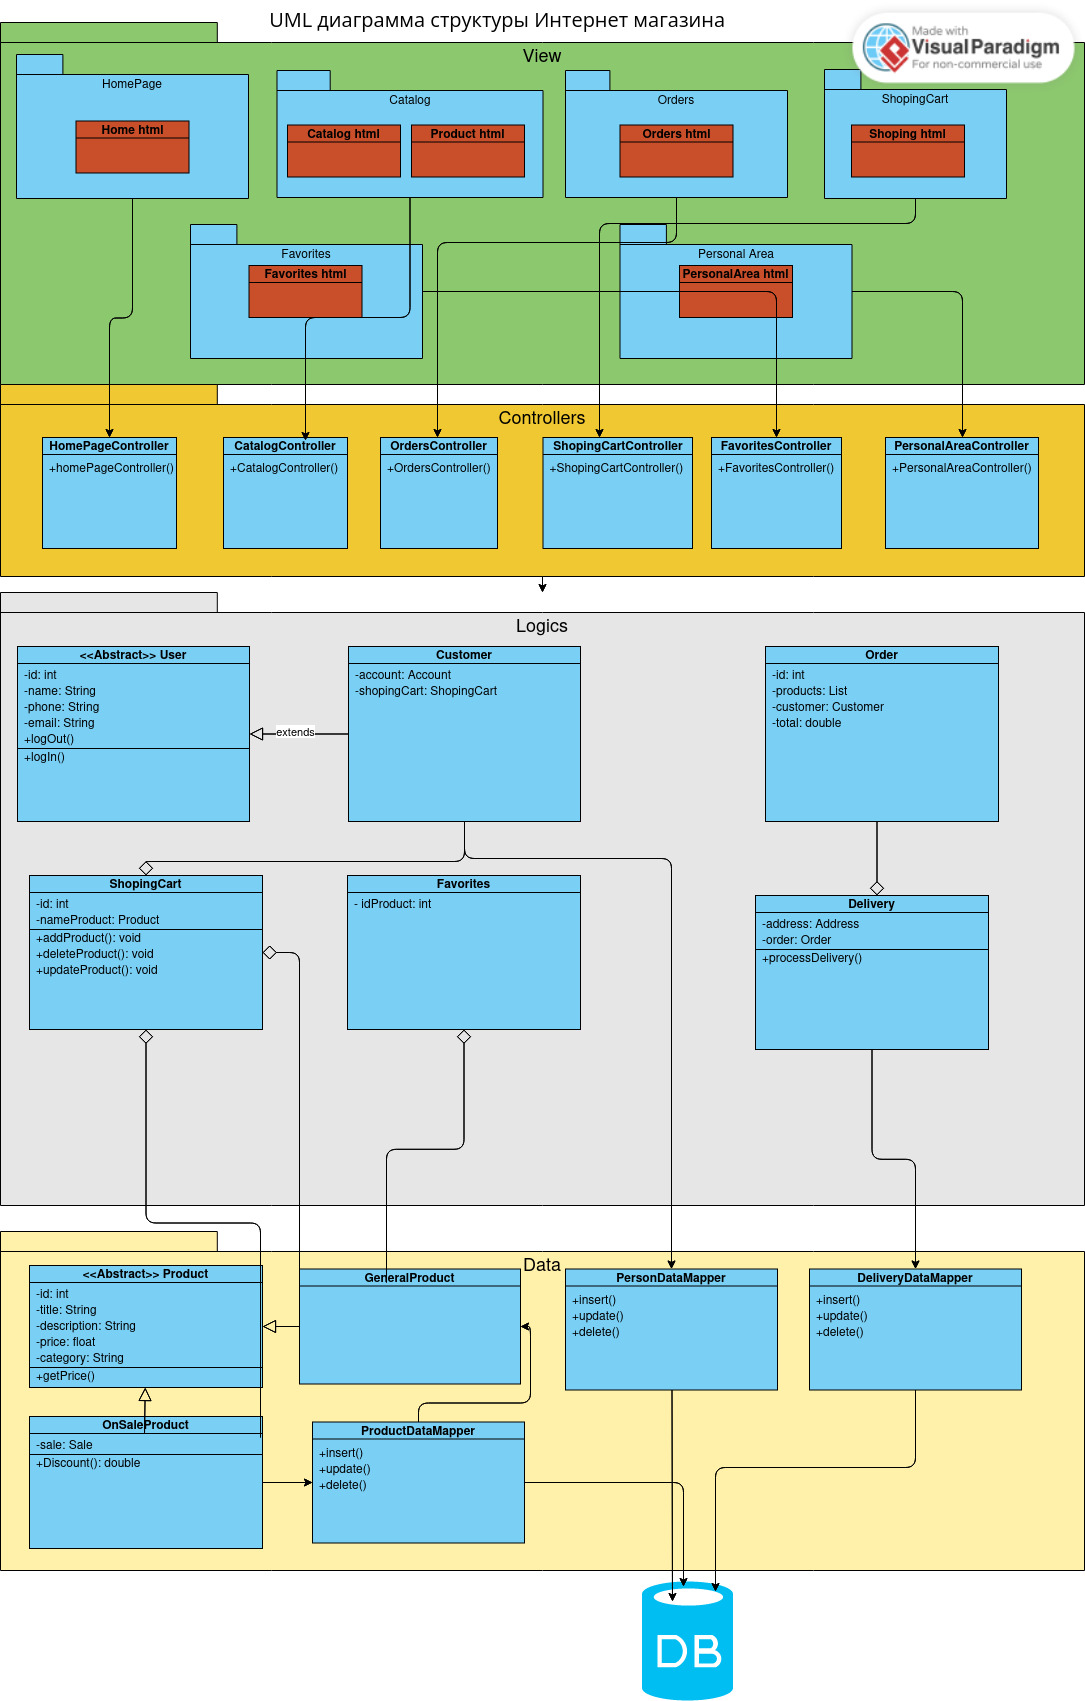 UML диаграмма структуры Интернет магазина
Made with
VisualParadigm
For non-commercial use
View
HomePage
Home html
Catalog
Catalog html
Product html
Orders
Orders html
ShopingCart
Shoping html
Favorites
Favorites html
Personal Area
PersonalArea html
Controllers
HomePageController
+homePageController()
CatalogController
+CatalogController()
OrdersController
+OrdersController()
ShopingCartController
+ShopingCartController()
FavoritesController
+FavoritesController()
PersonalAreaController
+PersonalAreaController()
Logics
<<Abstract>> User
-id: int
-name: String
-phone: String
-email: String
+logOut()
+logIn()
extends
Customer
-account: Account
-shopingCart: ShopingCart
Order
-id: int
-products: List
-customer: Customer
-total: double
ShopingCart
-id: int
-nameProduct: Product
+addProduct(): void
+deleteProduct(): void
+updateProduct(): void
Favorites
- idProduct: int
Delivery
-address: Address
-order: Order
+processDelivery()
Data
<<Abstract>> Product
-id: int
-title: String
-description: String
-price: float
-category: String
+getPrice()
GeneralProduct
PersonDataMapper
+insert()
+update()
+delete()
DeliveryDataMapper
+insert()
+update()
+delete()
OnSaleProduct
-sale: Sale
+Discount(): double
ProductDataMapper
+insert()
+update()
+delete()
DB